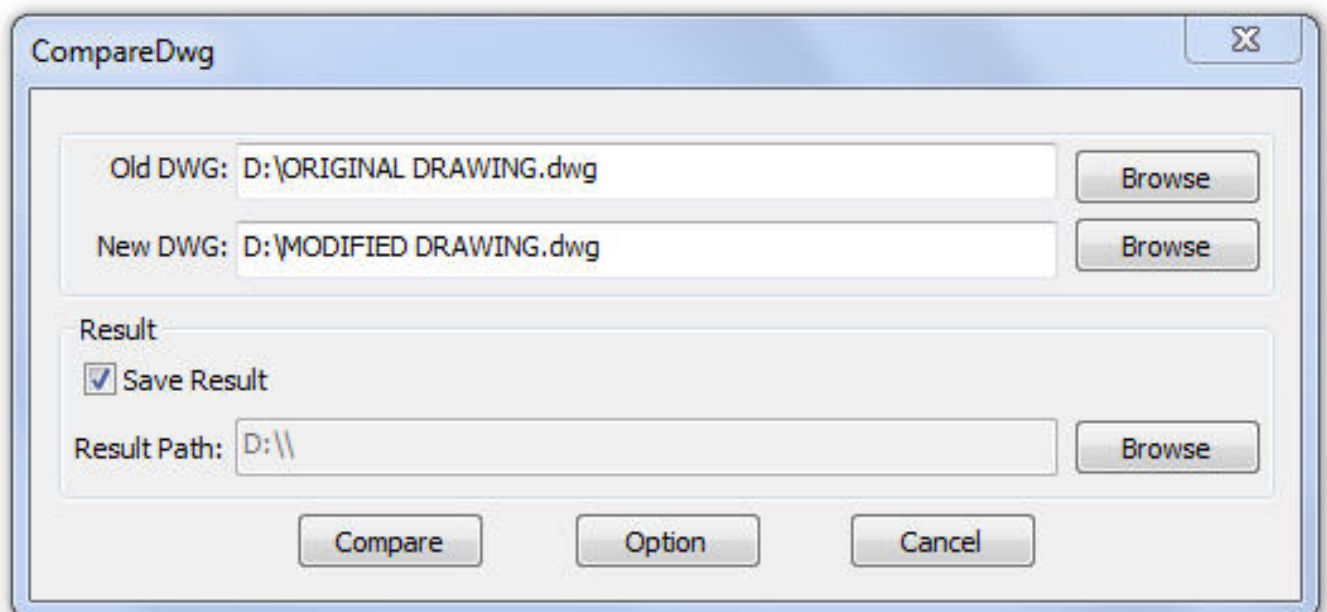 CompareDwg
Old DWG: D:\ORIGINAL DRAWING.dwg Browse
New DWG: D:\MODIFIED DRAWING.dwg Browse
Result
Save Result
Result Path: D:\\ Browse
Compare Option Cancel